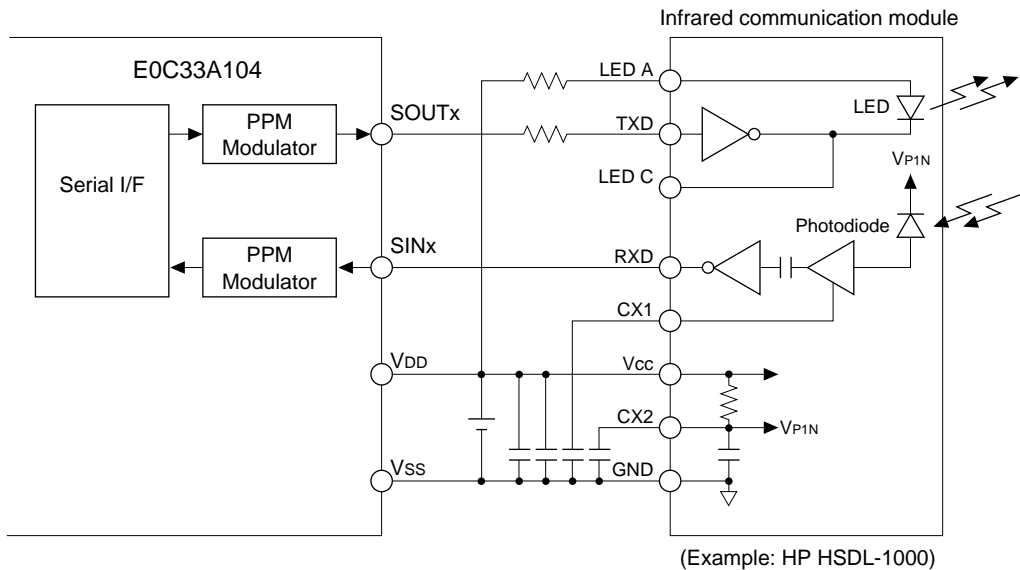 Infrared communication module
E0C33A104
Serial I/F
PPM
Modulator
PPM
Modulator
SOUTx
SINx
VDD
VSS
LED A
TXD
LED C
RXD
CX1
Vcc
CX2
GND
LED
VP1N
Photodiode
VP1N
(Example: HP HSDL-1000)